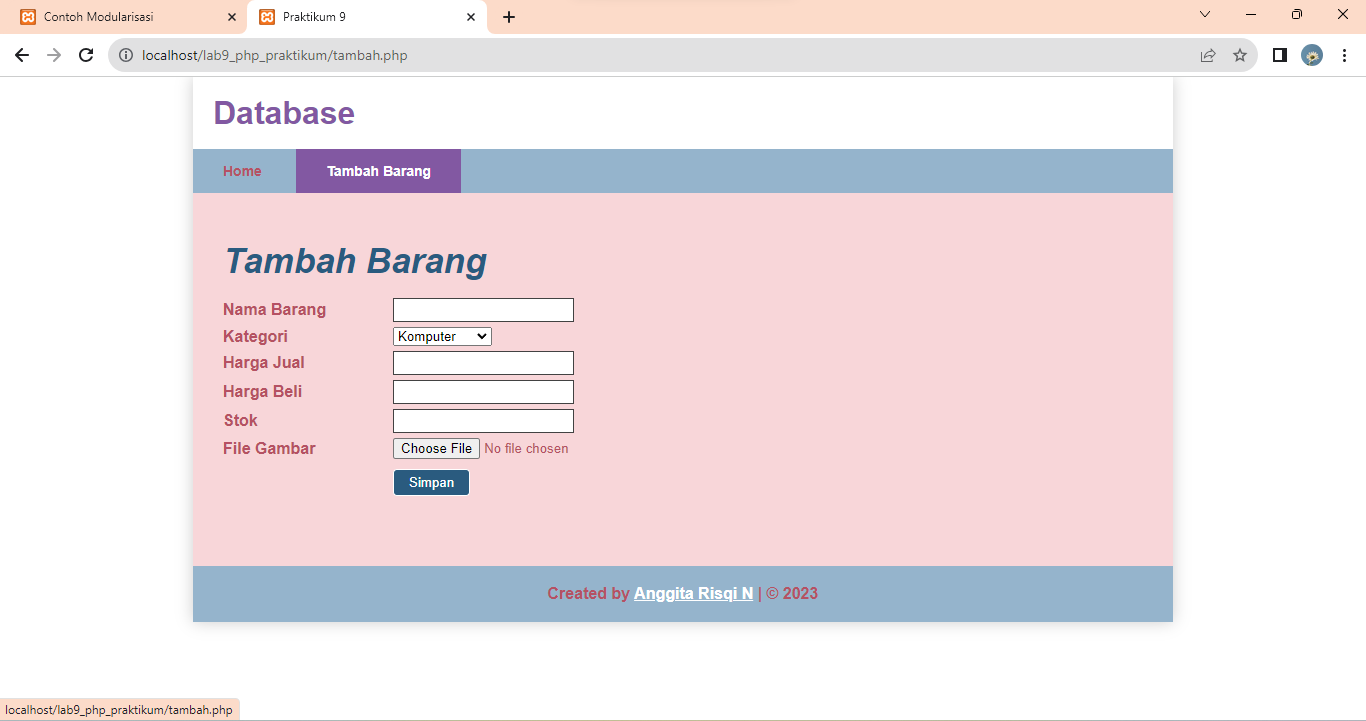 Contoh Modularisasi
Praktikum 9
localhost/lab9_php_praktikum/tambah.php
Database
Home Tambah Barang
Tambah Barang
Nama Barang
Kategori Komputer
Harga Jual
Harga Beli
Stok
File Gambar Choose File No file chosen
Simpan
Created by Anggita Risqi N | © 2023
localhost/lab9_php_praktikum/tambah.php